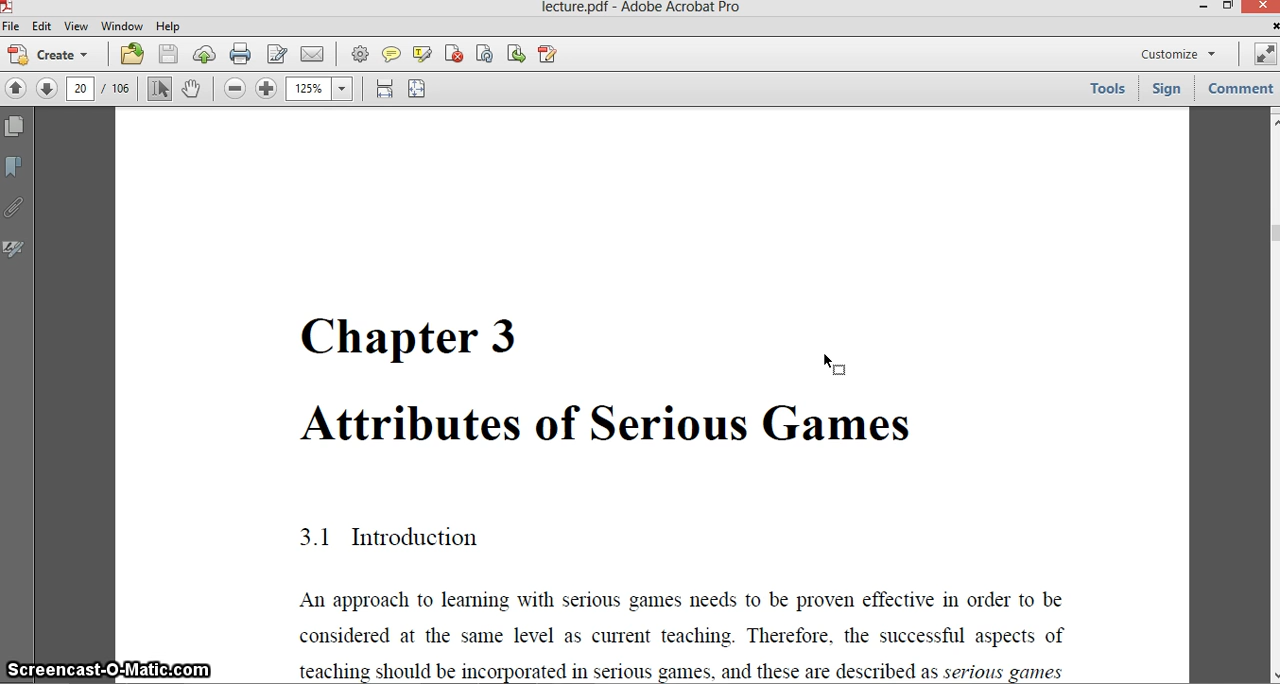 lecture.pdf - Adobe Acrobat Pro
File Edit View Window Help
Create Customize
20 / 106 125% Tools Sign Comment
Chapter 3
Attributes of Serious Games
3.1 Introduction
An approach to learning with serious games needs to be proven effective in order to be
considered at the same level as current teaching. Therefore, the successful aspects of
teaching should be incorporated in serious games, and these are described as serious games
Screencast-O-Matic.com